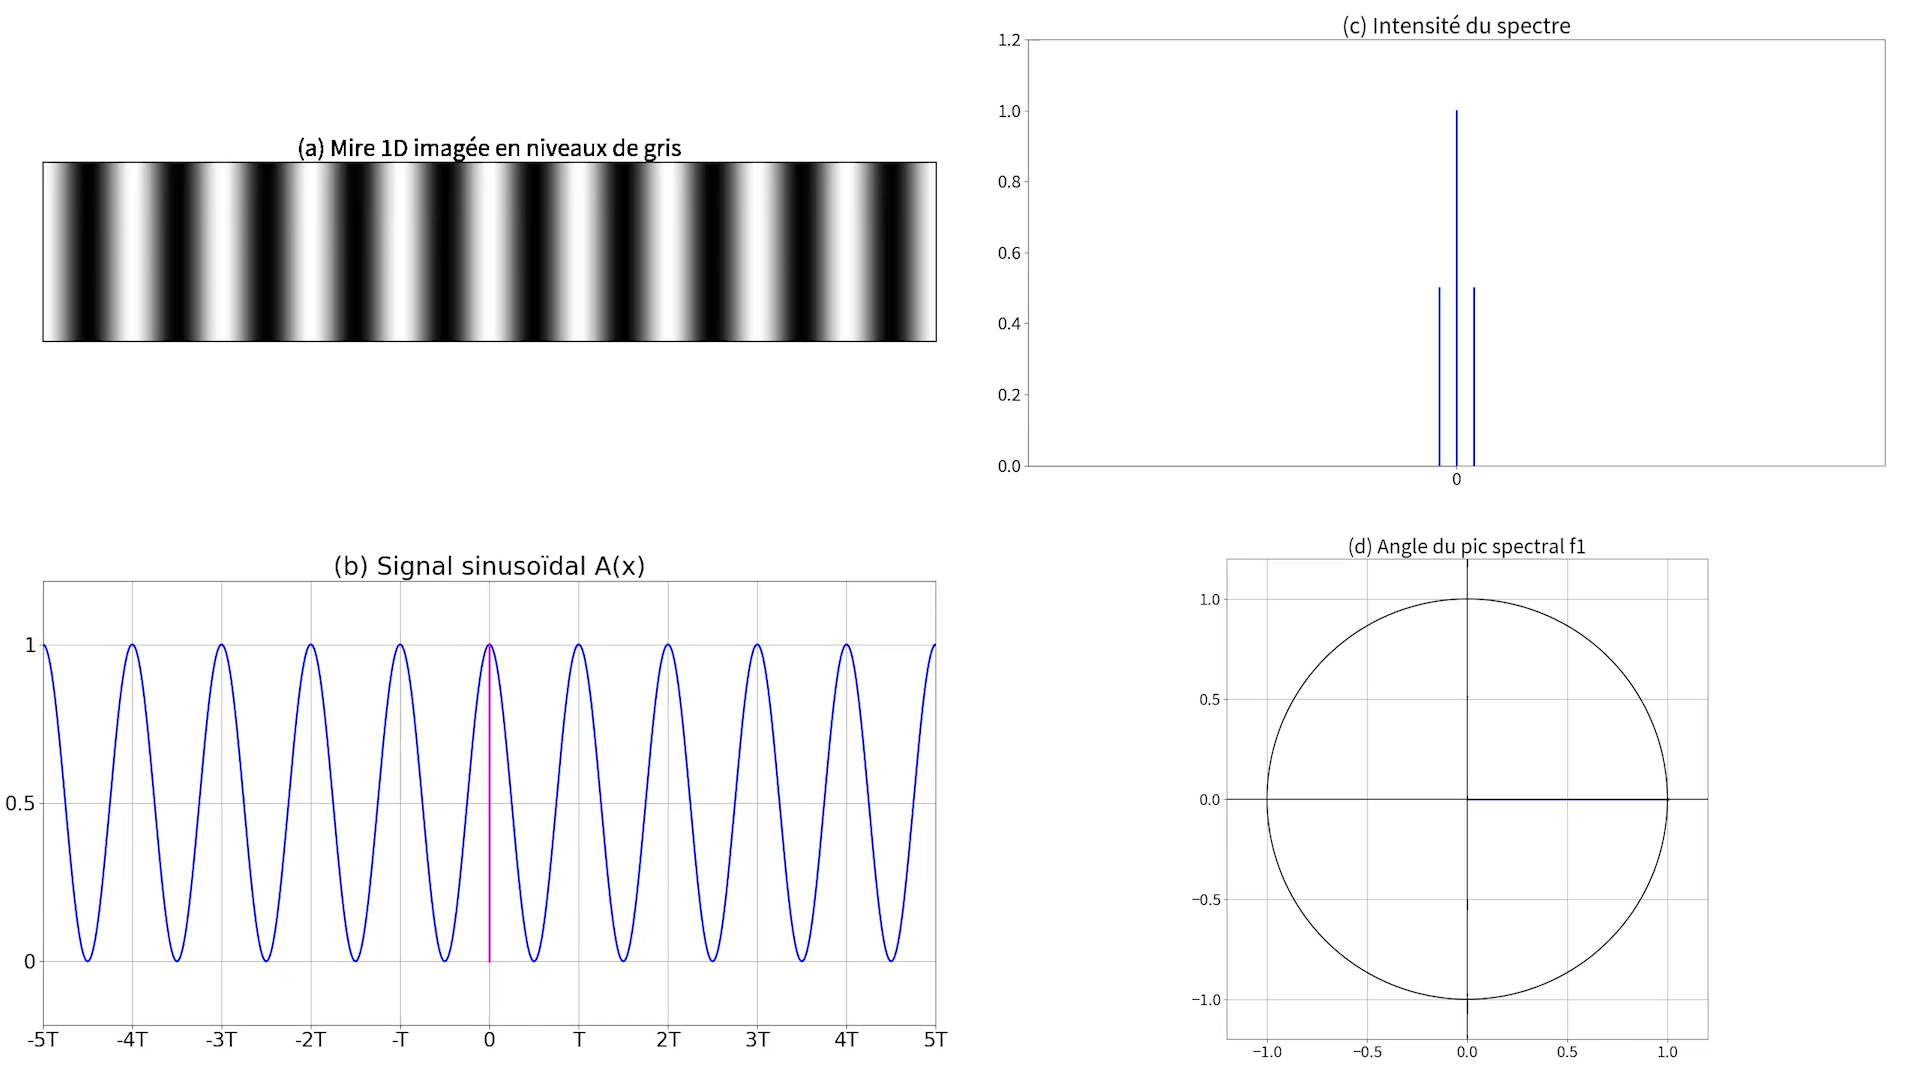 (a) Mire 1D imagée en niveaux de gris
(b) Signal sinusoïdal A(x)
1
0.5
0
-5T -4T -3T -2T -T 0 T 2T 3T 4T 5T
(c) Intensité du spectre
1.2
1.0
0.8
0.6
0.4
0.2
0.0
0
(d) Angle du pic spectral f1
1.0
0.5
0.0
−0.5
−1.0
−1.0 −0.5 0.0 0.5 1.0